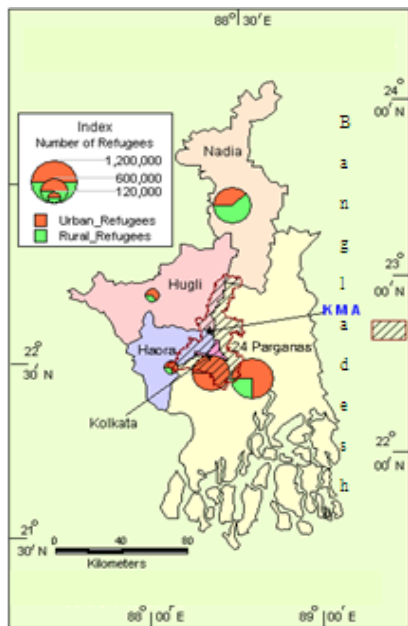 88° 30′ E
24°
00′ N
Index
Number of Refugees
1,200,000
600,000
120,000
Urban_Refugees
Rural_Refugees
Bangladesh
Nadia
23°
00′ N
Hugli
KMA
Haora
24 Parganas
22°
30′ N
Kolkata
22°
00′ N
21°
30′ N
0 40 80
Kilometers
88° 00′ E
89° 00′ E